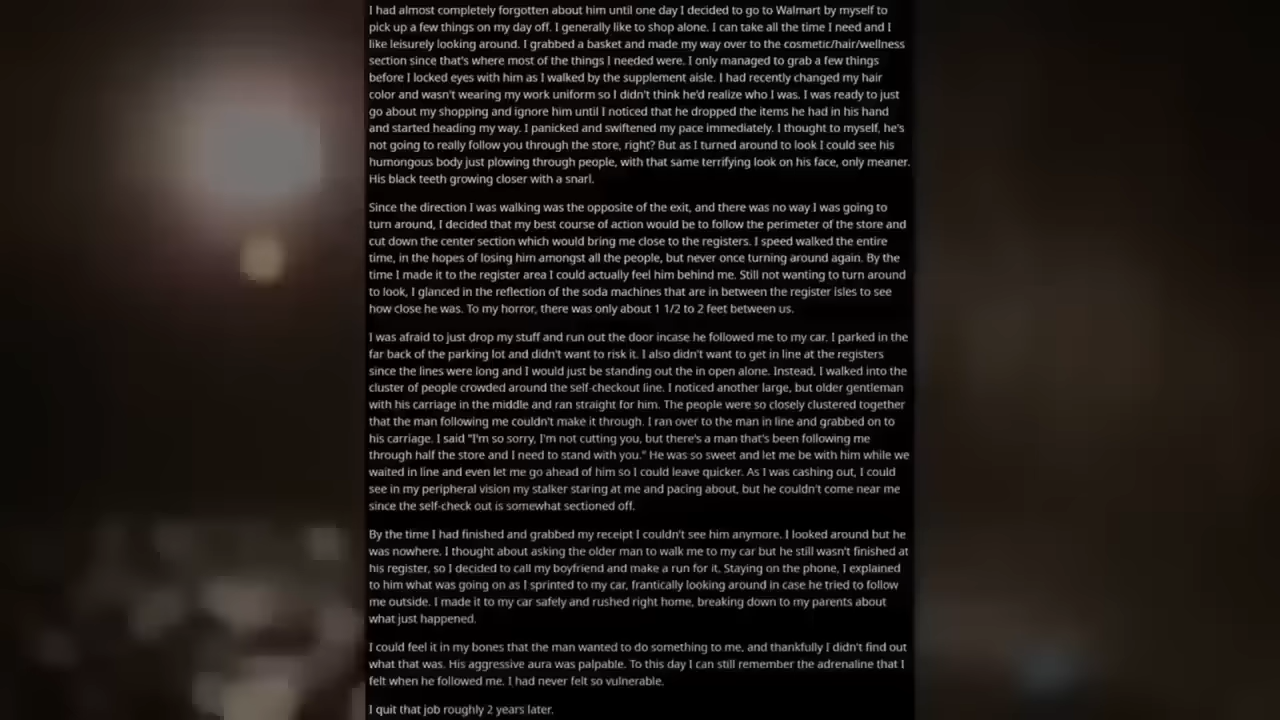 I had almost completely forgotten about him until one day I decided to go to Walmart by myself to
pick up a few things on my day off. I generally like to shop alone. I can take all the time I need and I
like leisurely looking around. I grabbed a basket and made my way over to the cosmetic/hair/wellness
section since that's where most of the things I needed were. I only managed to grab a few things
before I locked eyes with him as I walked by the supplement aisle. I had recently changed my hair
color and wasn't wearing my work uniform so I didn't think he'd realize who I was. I was ready to just
go about my shopping and ignore him until I noticed that he dropped the items he had in his hand
and started heading my way. I panicked and swiftened my pace immediately. I thought to myself, he's
not going to really follow you through the store, right? But as I turned around to look I could see his
humongous body just plowing through people, with that same terrifying look on his face, only meaner.
His black teeth growing closer with a snarl.
Since the direction I was walking was the opposite of the exit, and there was no way I was going to
turn around, I decided that my best course of action would be to follow the perimeter of the store and
cut down the center section which would bring me close to the registers. I speed walked the entire
time, in the hopes of losing him amongst all the people, but never once turning around again. By the
time I made it to the register area I could actually feel him behind me. Still not wanting to turn around
to look, I glanced in the reflection of the soda machines that are in between the register isles to see
how close he was. To my horror, there was only about 1 1/2 to 2 feet between us.
I was afraid to just drop my stuff and run out the door incase he followed me to my car. I parked in the
far back of the parking lot and didn't want to risk it. I also didn't want to get in line at the registers
since the lines were long and I would just be standing out the in open alone. Instead, I walked into the
cluster of people crowded around the self-checkout line. I noticed another large, but older gentleman
with his carriage in the middle and ran straight for him. The people were so closely clustered together
that the man following me couldn't make it through. I ran over to the man in line and grabbed on to
his carriage. I said "I'm so sorry, I'm not cutting you, but there's a man that's been following me
through half the store and I need to stand with you." He was so sweet and let me be with him while we
waited in line and even let me go ahead of him so I could leave quicker. As I was cashing out, I could
see in my peripheral vision my stalker staring at me and pacing about, but he couldn't come near me
since the self-check out is somewhat sectioned off.
By the time I had finished and grabbed my receipt I couldn't see him anymore. I looked around but he
was nowhere. I thought about asking the older man to walk me to my car but he still wasn't finished at
his register, so I decided to call my boyfriend and make a run for it. Staying on the phone, I explained
to him what was going on as I sprinted to my car, frantically looking around in case he tried to follow
me outside. I made it to my car safely and rushed right home, breaking down to my parents about
what just happened.
I could feel it in my bones that the man wanted to do something to me, and thankfully I didn't find out
what that was. His aggressive aura was palpable. To this day I can still remember the adrenaline that I
felt when he followed me. I had never felt so vulnerable.
I quit that job roughly 2 years later.